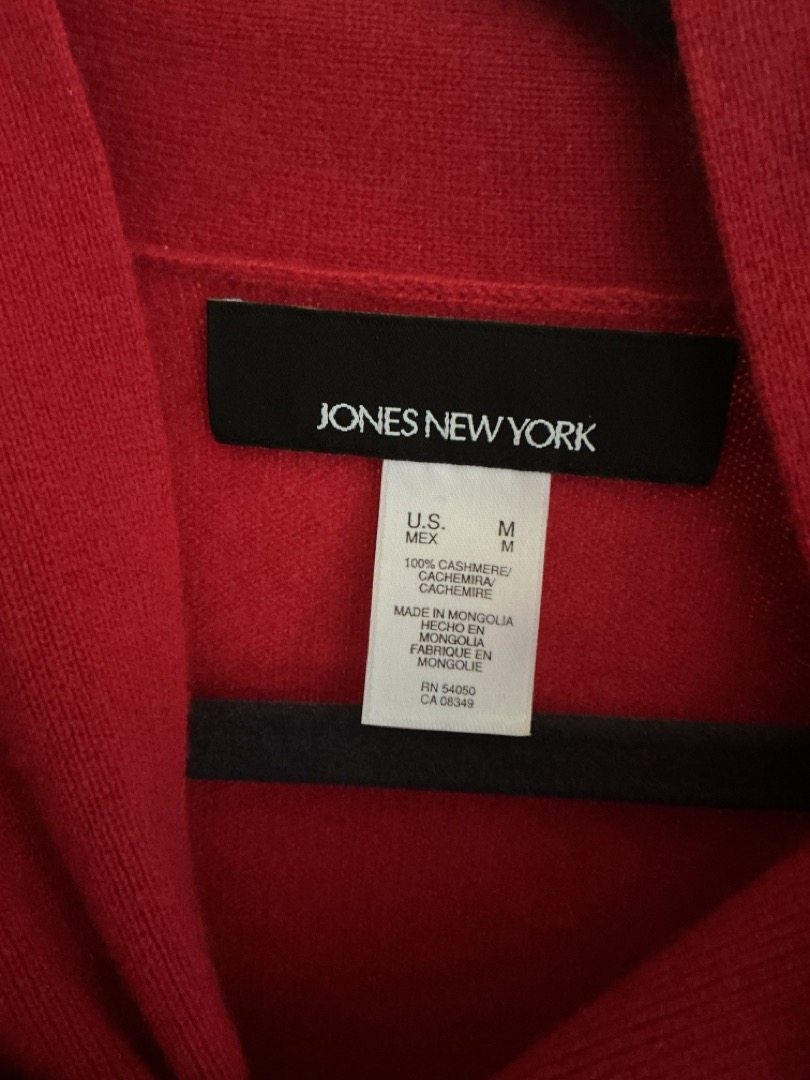 JONES NEW YORK
U.S. M
MEX M
100% CASHMERE/
CACHEMIRA/
CACHEMIRE
MADE IN MONGOLIA
HECHO EN
MONGOLIA
FABRIQUE EN
MONGOLIE
RN 54050
CA 08349